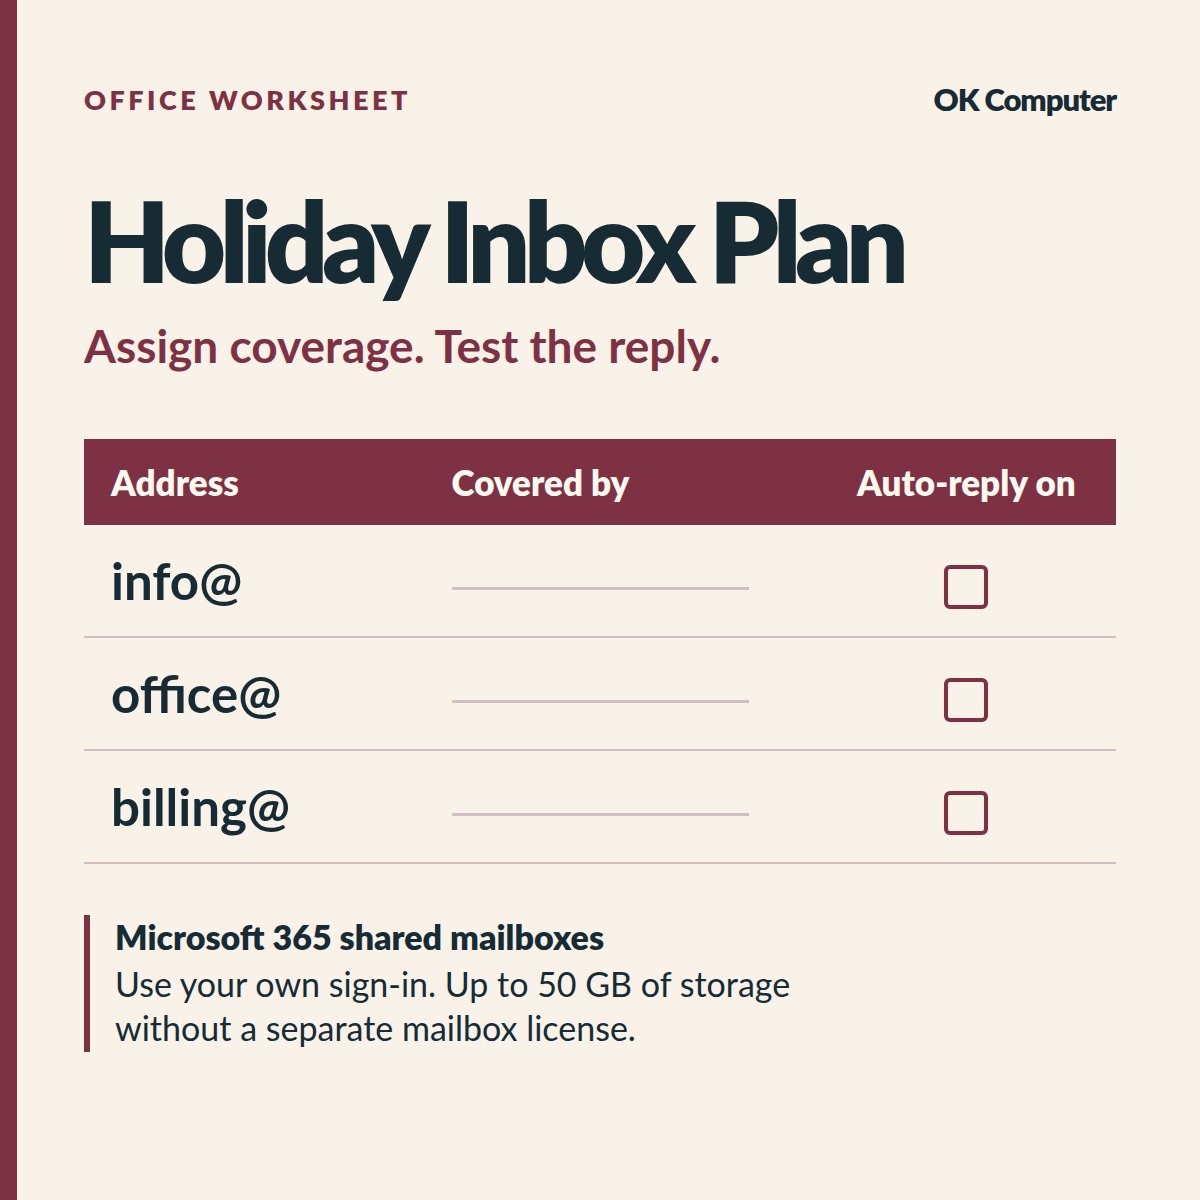 OFFICE WORKSHEET
OK Computer
Holiday Inbox Plan
Assign coverage. Test the reply.
Address Covered by Auto-reply on
info@
office@
billing@
Microsoft 365 shared mailboxes
Use your own sign-in. Up to 50 GB of storage
without a separate mailbox license.